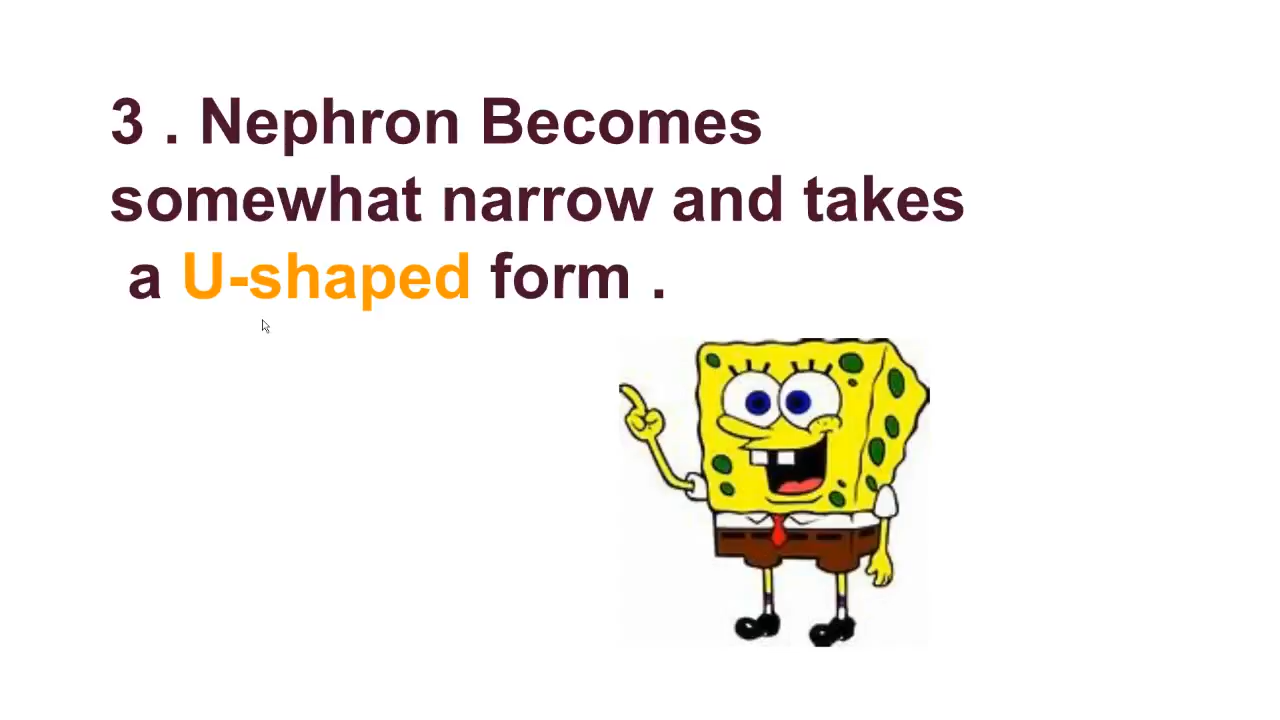 3 . Nephron Becomes
somewhat narrow and takes
a U-shaped form .